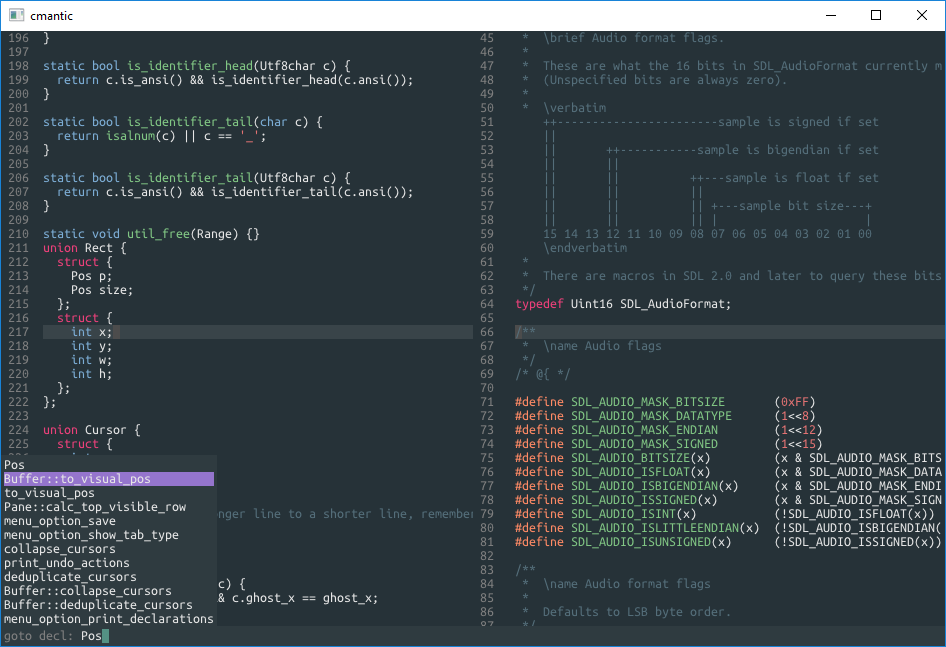 cmantic
196 }
197
198 static bool is_identifier_head(Utf8char c) {
199   return c.is_ansi() && is_identifier_head(c.ansi());
200 }
201
202 static bool is_identifier_tail(char c) {
203   return isalnum(c) || c == '_';
204 }
205
206 static bool is_identifier_tail(Utf8char c) {
207   return c.is_ansi() && is_identifier_tail(c.ansi());
208 }
209
210 static void util_free(Range) {}
211 union Rect {
212   struct {
213     Pos p;
214     Pos size;
215   };
216   struct {
217     int x;
218     int y;
219     int w;
220     int h;
221   };
222 };
223
224 union Cursor {
225   struct {
nger line to a shorter line, remember
c) {
& c.ghost_x == ghost_x;
Pos
Buffer::to_visual_pos
to_visual_pos
Pane::calc_top_visible_row
menu_option_save
menu_option_show_tab_type
collapse_cursors
print_undo_actions
deduplicate_cursors
Buffer::collapse_cursors
Buffer::deduplicate_cursors
menu_option_print_declarations
goto decl: Pos
45  *  \brief Audio format flags.
46  *
47  *  These are what the 16 bits in SDL_AudioFormat currently m
48  *  (Unspecified bits are always zero).
49  *
50  *  \verbatim
51     ++-----------------------sample is signed if set
52     ||
53     ||       ++-----------sample is bigendian if set
54     ||       ||
55     ||       ||          ++---sample is float if set
56     ||       ||          ||
57     ||       ||          || +---sample bit size---+
58     ||       ||          || |                     |
59     15 14 13 12 11 10 09 08 07 06 05 04 03 02 01 00
60     \endverbatim
61  *
62  *  There are macros in SDL 2.0 and later to query these bits
63  */
64 typedef Uint16 SDL_AudioFormat;
65
66 /**
67  *  \name Audio flags
68  */
69 /* @{ */
70
71 #define SDL_AUDIO_MASK_BITSIZE       (0xFF)
72 #define SDL_AUDIO_MASK_DATATYPE      (1<<8)
73 #define SDL_AUDIO_MASK_ENDIAN        (1<<12)
74 #define SDL_AUDIO_MASK_SIGNED        (1<<15)
75 #define SDL_AUDIO_BITSIZE(x)         (x & SDL_AUDIO_MASK_BITS
76 #define SDL_AUDIO_ISFLOAT(x)         (x & SDL_AUDIO_MASK_DATA
77 #define SDL_AUDIO_ISBIGENDIAN(x)     (x & SDL_AUDIO_MASK_ENDI
78 #define SDL_AUDIO_ISSIGNED(x)        (x & SDL_AUDIO_MASK_SIGN
79 #define SDL_AUDIO_ISINT(x)           (!SDL_AUDIO_ISFLOAT(x))
80 #define SDL_AUDIO_ISLITTLEENDIAN(x)  (!SDL_AUDIO_ISBIGENDIAN(
81 #define SDL_AUDIO_ISUNSIGNED(x)      (!SDL_AUDIO_ISSIGNED(x))
82
83 /**
84  *  \name Audio format flags
85  *
86  *  Defaults to LSB byte order.
87  */